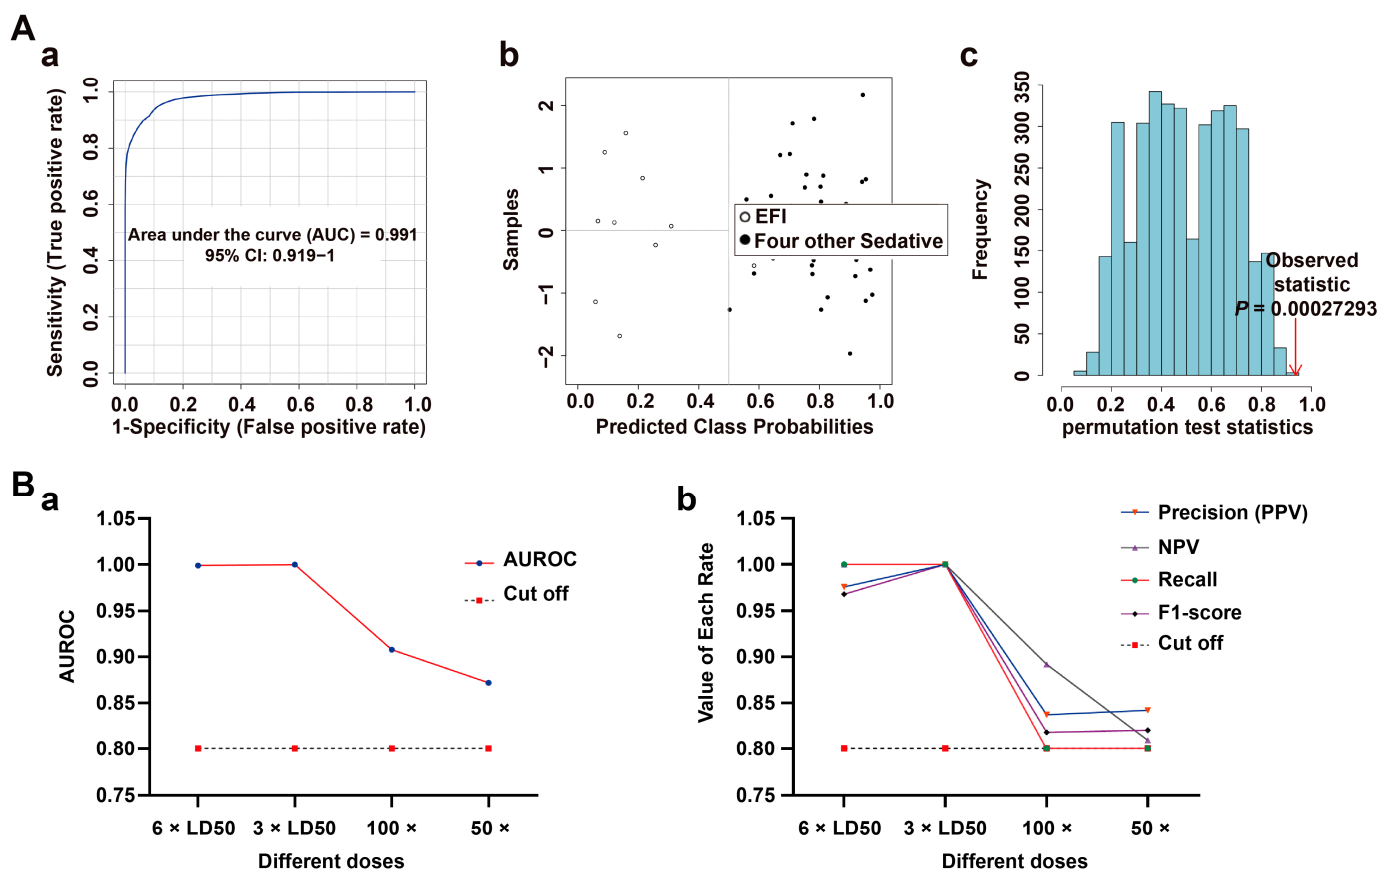 A
a
Sensitivity (True positive rate)
1.0
0.8
0.6
0.4
0.2
0.0
Area under the curve (AUC) = 0.991
95% CI: 0.919−1
0.0 0.2 0.4 0.6 0.8 1.0
1-Specificity (False positive rate)
b
Samples
2
1
0
−1
−2
EFI
Four other Sedative
0.0 0.2 0.4 0.6 0.8 1.0
Predicted Class Probabilities
c
Frequency
350
300
250
200
150
100
50
0
Observed
statistic
P = 0.00027293
0.0 0.2 0.4 0.6 0.8 1.0
permutation test statistics
B
a
AUROC
1.05
1.00
0.95
0.90
0.85
0.80
0.75
AUROC
Cut off
6 × LD50 3 × LD50 100 × 50 ×
Different doses
b
Value of Each Rate
1.05
1.00
0.95
0.90
0.85
0.80
0.75
Precision (PPV)
NPV
Recall
F1-score
Cut off
6 × LD50 3 × LD50 100 × 50 ×
Different doses